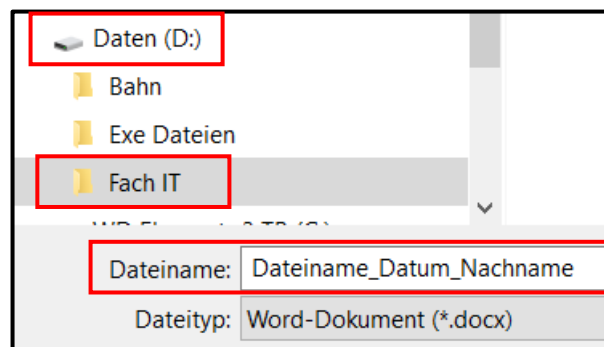 Daten (D:)
Bahn
Exe Dateien
Fach IT
Dateiname: Dateiname_Datum_Nachname
Dateityp: Word-Dokument (*.docx)